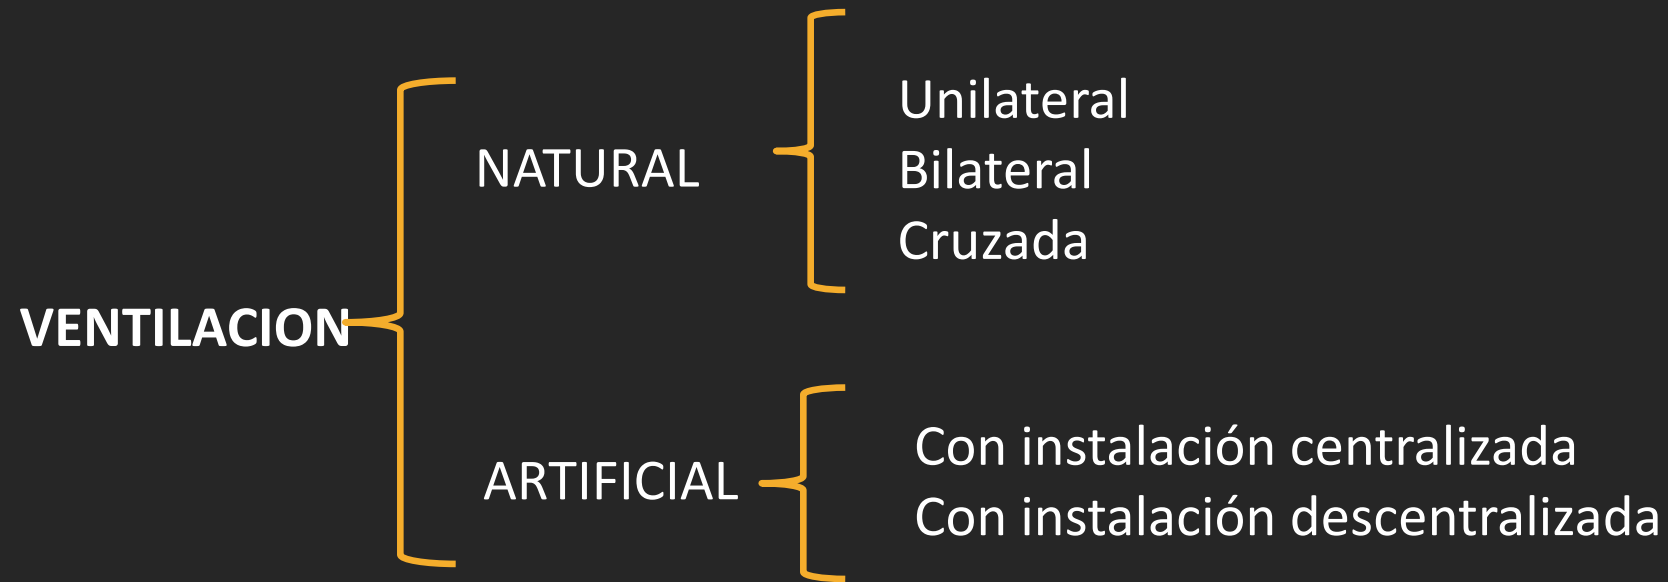 VENTILACION
NATURAL
Unilateral
Bilateral
Cruzada
ARTIFICIAL
Con instalación centralizada
Con instalación descentralizada